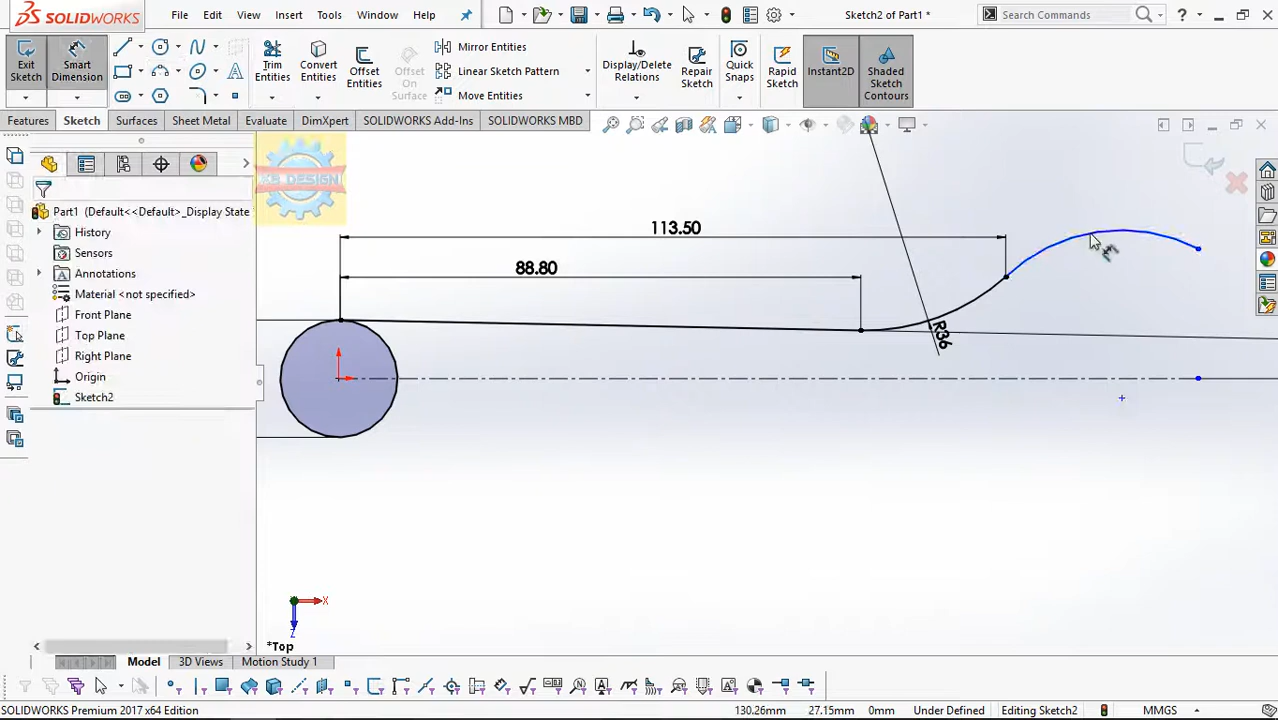 SOLIDWORKS
File
Edit
View
Insert
Tools
Window
Help
Sketch2 of Part1 *
Search Commands
?
Exit Sketch
Smart Dimension
Trim Entities
Convert Entities
Offset Entities
Offset On Surface
Mirror Entities
Linear Sketch Pattern
Move Entities
Display/Delete Relations
Repair Sketch
Quick Snaps
Rapid Sketch
Instant2D
Shaded Sketch Contours
Features
Sketch
Surfaces
Sheet Metal
Evaluate
DimXpert
SOLIDWORKS Add-Ins
SOLIDWORKS MBD
KS DESIGN
Part1 (Default<<Default>_Display State
History
Sensors
Annotations
Material <not specified>
Front Plane
Top Plane
Right Plane
Origin
Sketch2
113.50
88.80
R36
X
Z
*Top
Model
3D Views
Motion Study 1
SOLIDWORKS Premium 2017 x64 Edition
130.26mm
27.15mm
0mm
Under Defined
Editing Sketch2
MMGS